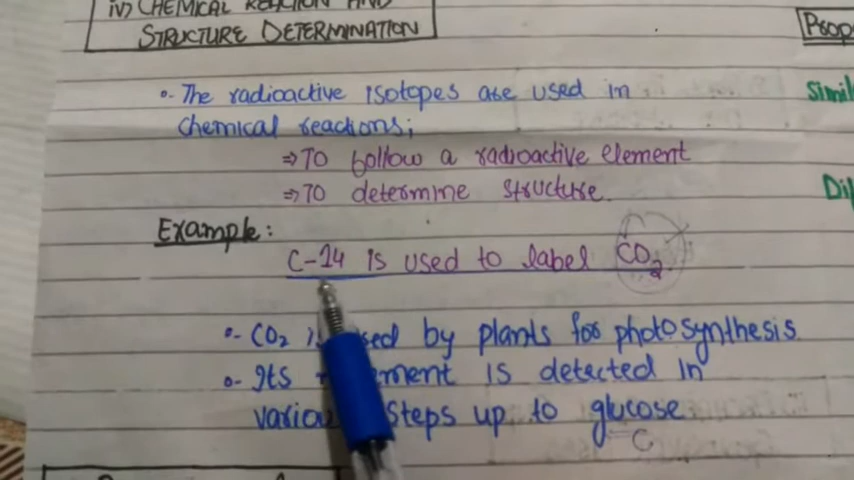 iv) CHEMICAL REACTION AND
STRUCTURE DETERMINATION
Prop
The radioactive isotopes are used in
Simil
chemical reactions;
⇒ To follow a radioactive element
⇒ To determine structure.
Di
Example:
C-14 is used to label CO₂
CO₂ is used by plants for photosynthesis.
Its ment is detected in
steps up to glucose
C